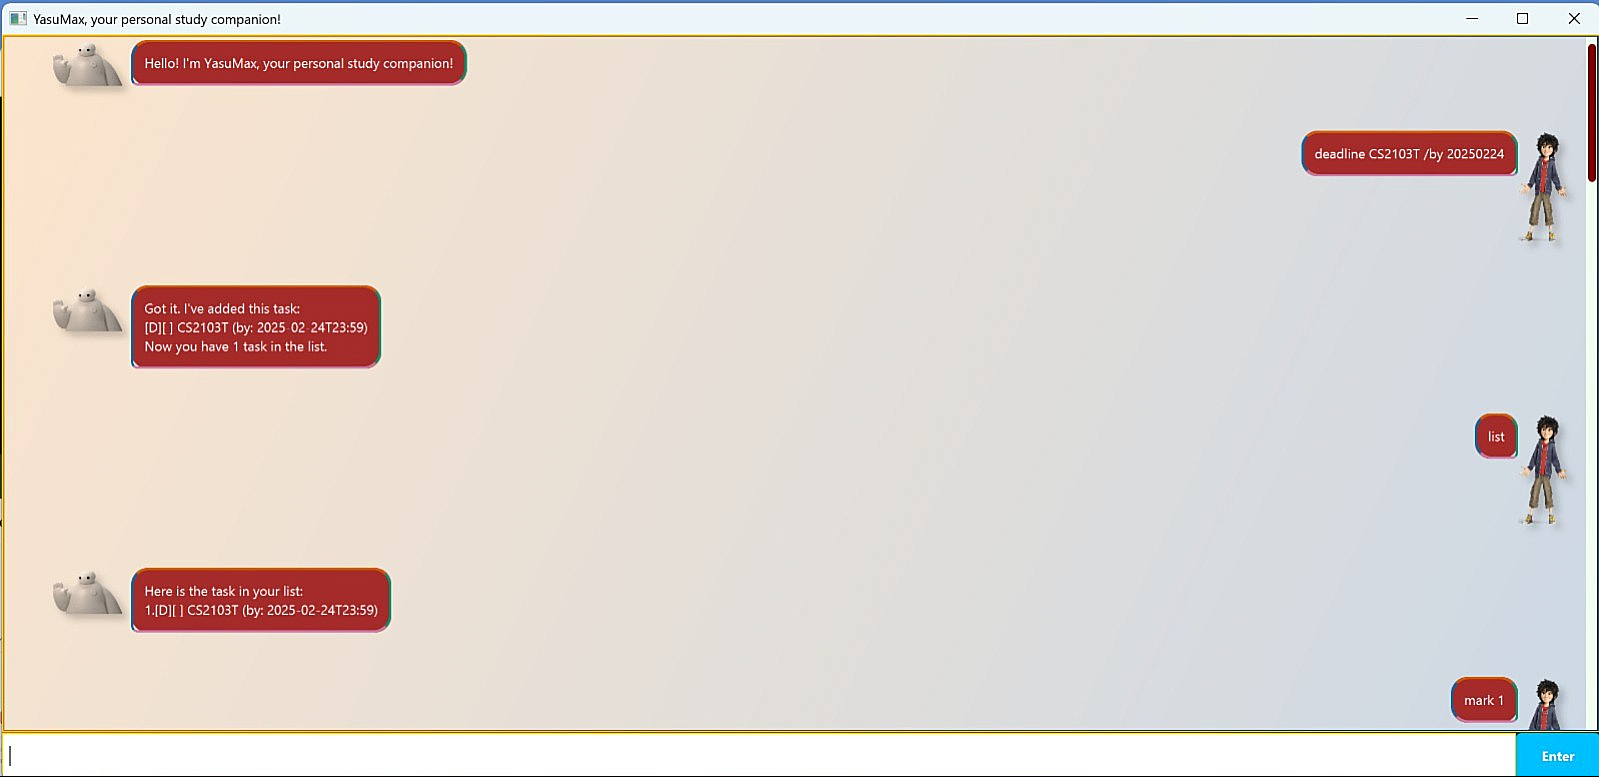 YasuMax, your personal study companion!
Hello! I'm YasuMax, your personal study companion!
deadline CS2103T /by 20250224
Got it. I've added this task:
[D][ ] CS2103T (by: 2025-02-24T23:59)
Now you have 1 task in the list.
list
Here is the task in your list:
1.[D][ ] CS2103T (by: 2025-02-24T23:59)
mark 1
Enter